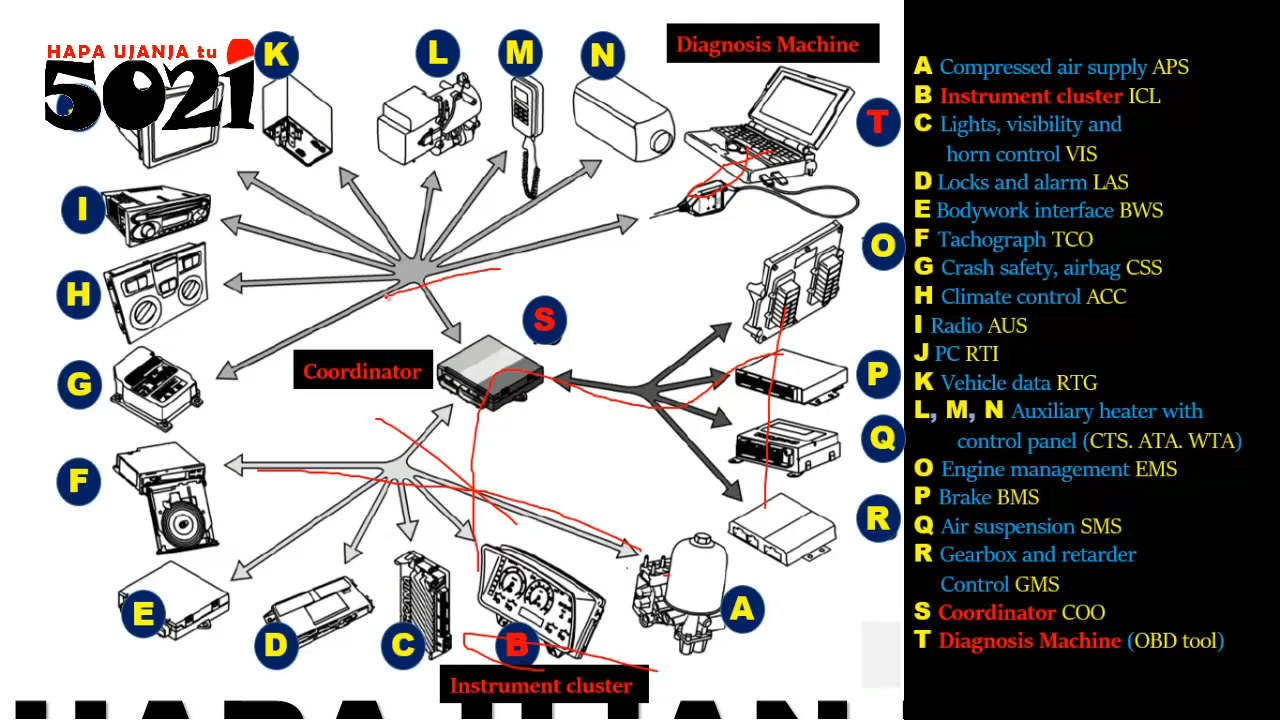 HAPA UJANJA tu
5021
K
L
M
N
Diagnosis Machine
T
I
H
G
F
E
D
C
B
A
O
P
Q
R
S
Coordinator
Instrument cluster
A Compressed air supply APS
B Instrument cluster ICL
C Lights, visibility and
horn control VIS
D Locks and alarm LAS
E Bodywork interface BWS
F Tachograph TCO
G Crash safety, airbag CSS
H Climate control ACC
I Radio AUS
J PC RTI
K Vehicle data RTG
L, M, N Auxiliary heater with
control panel (CTS. ATA. WTA)
O Engine management EMS
P Brake BMS
Q Air suspension SMS
R Gearbox and retarder
Control GMS
S Coordinator COO
T Diagnosis Machine (OBD tool)